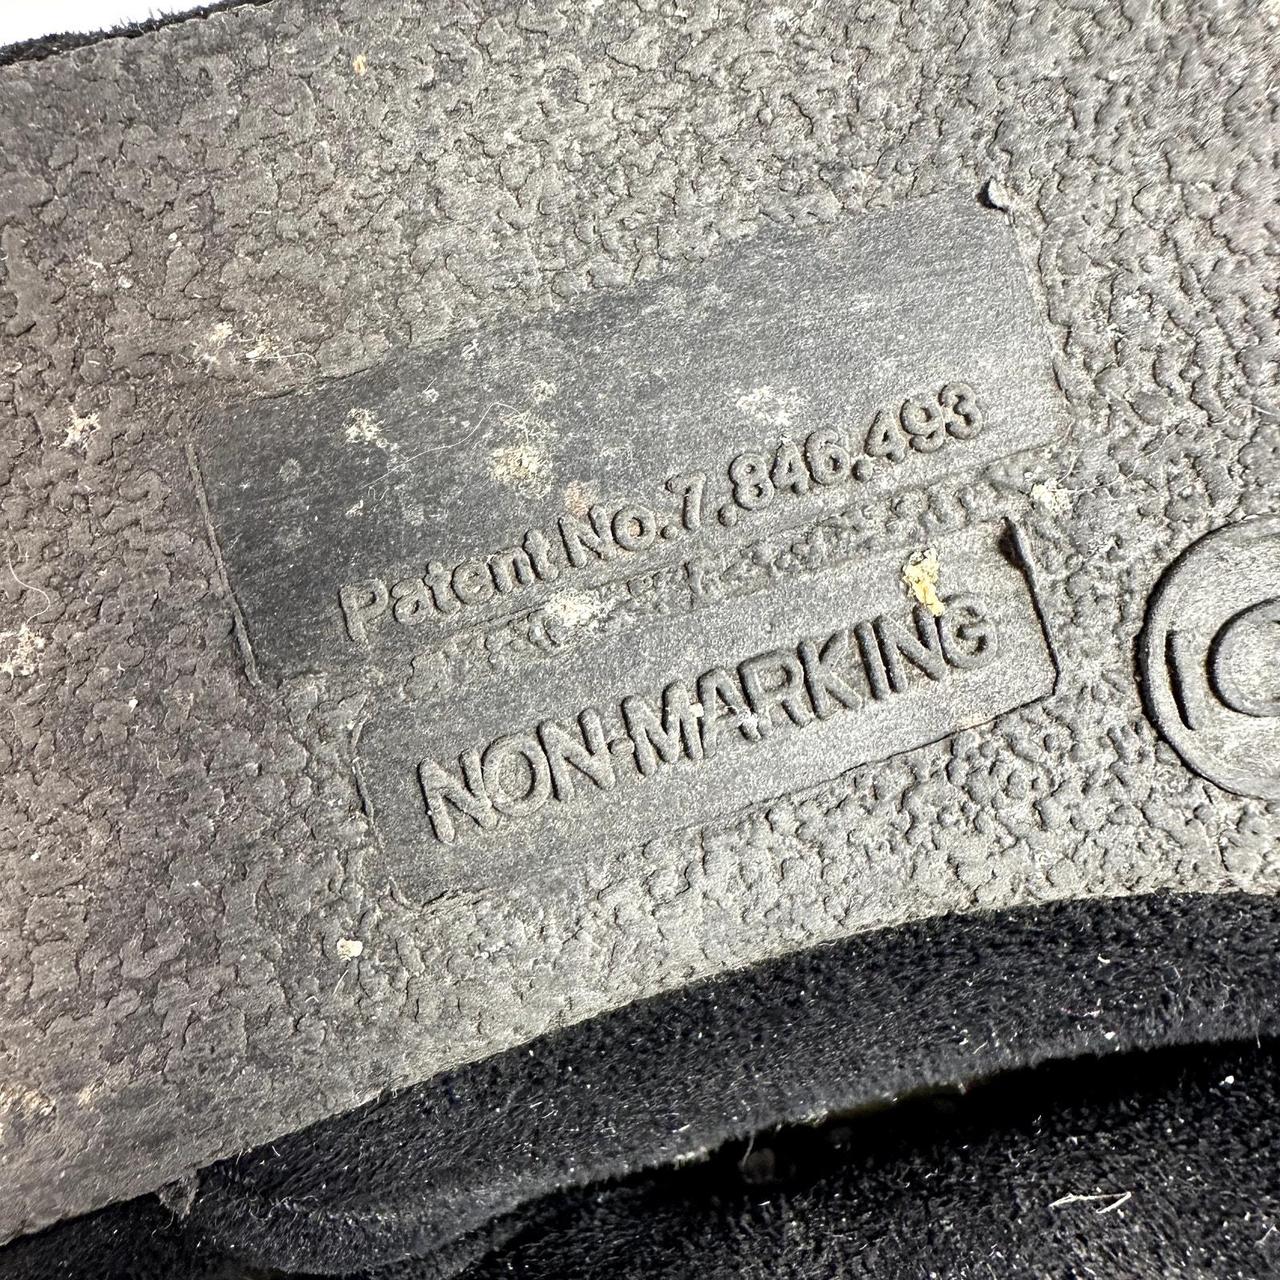 Patent No.7,846,493
NON-MARKING